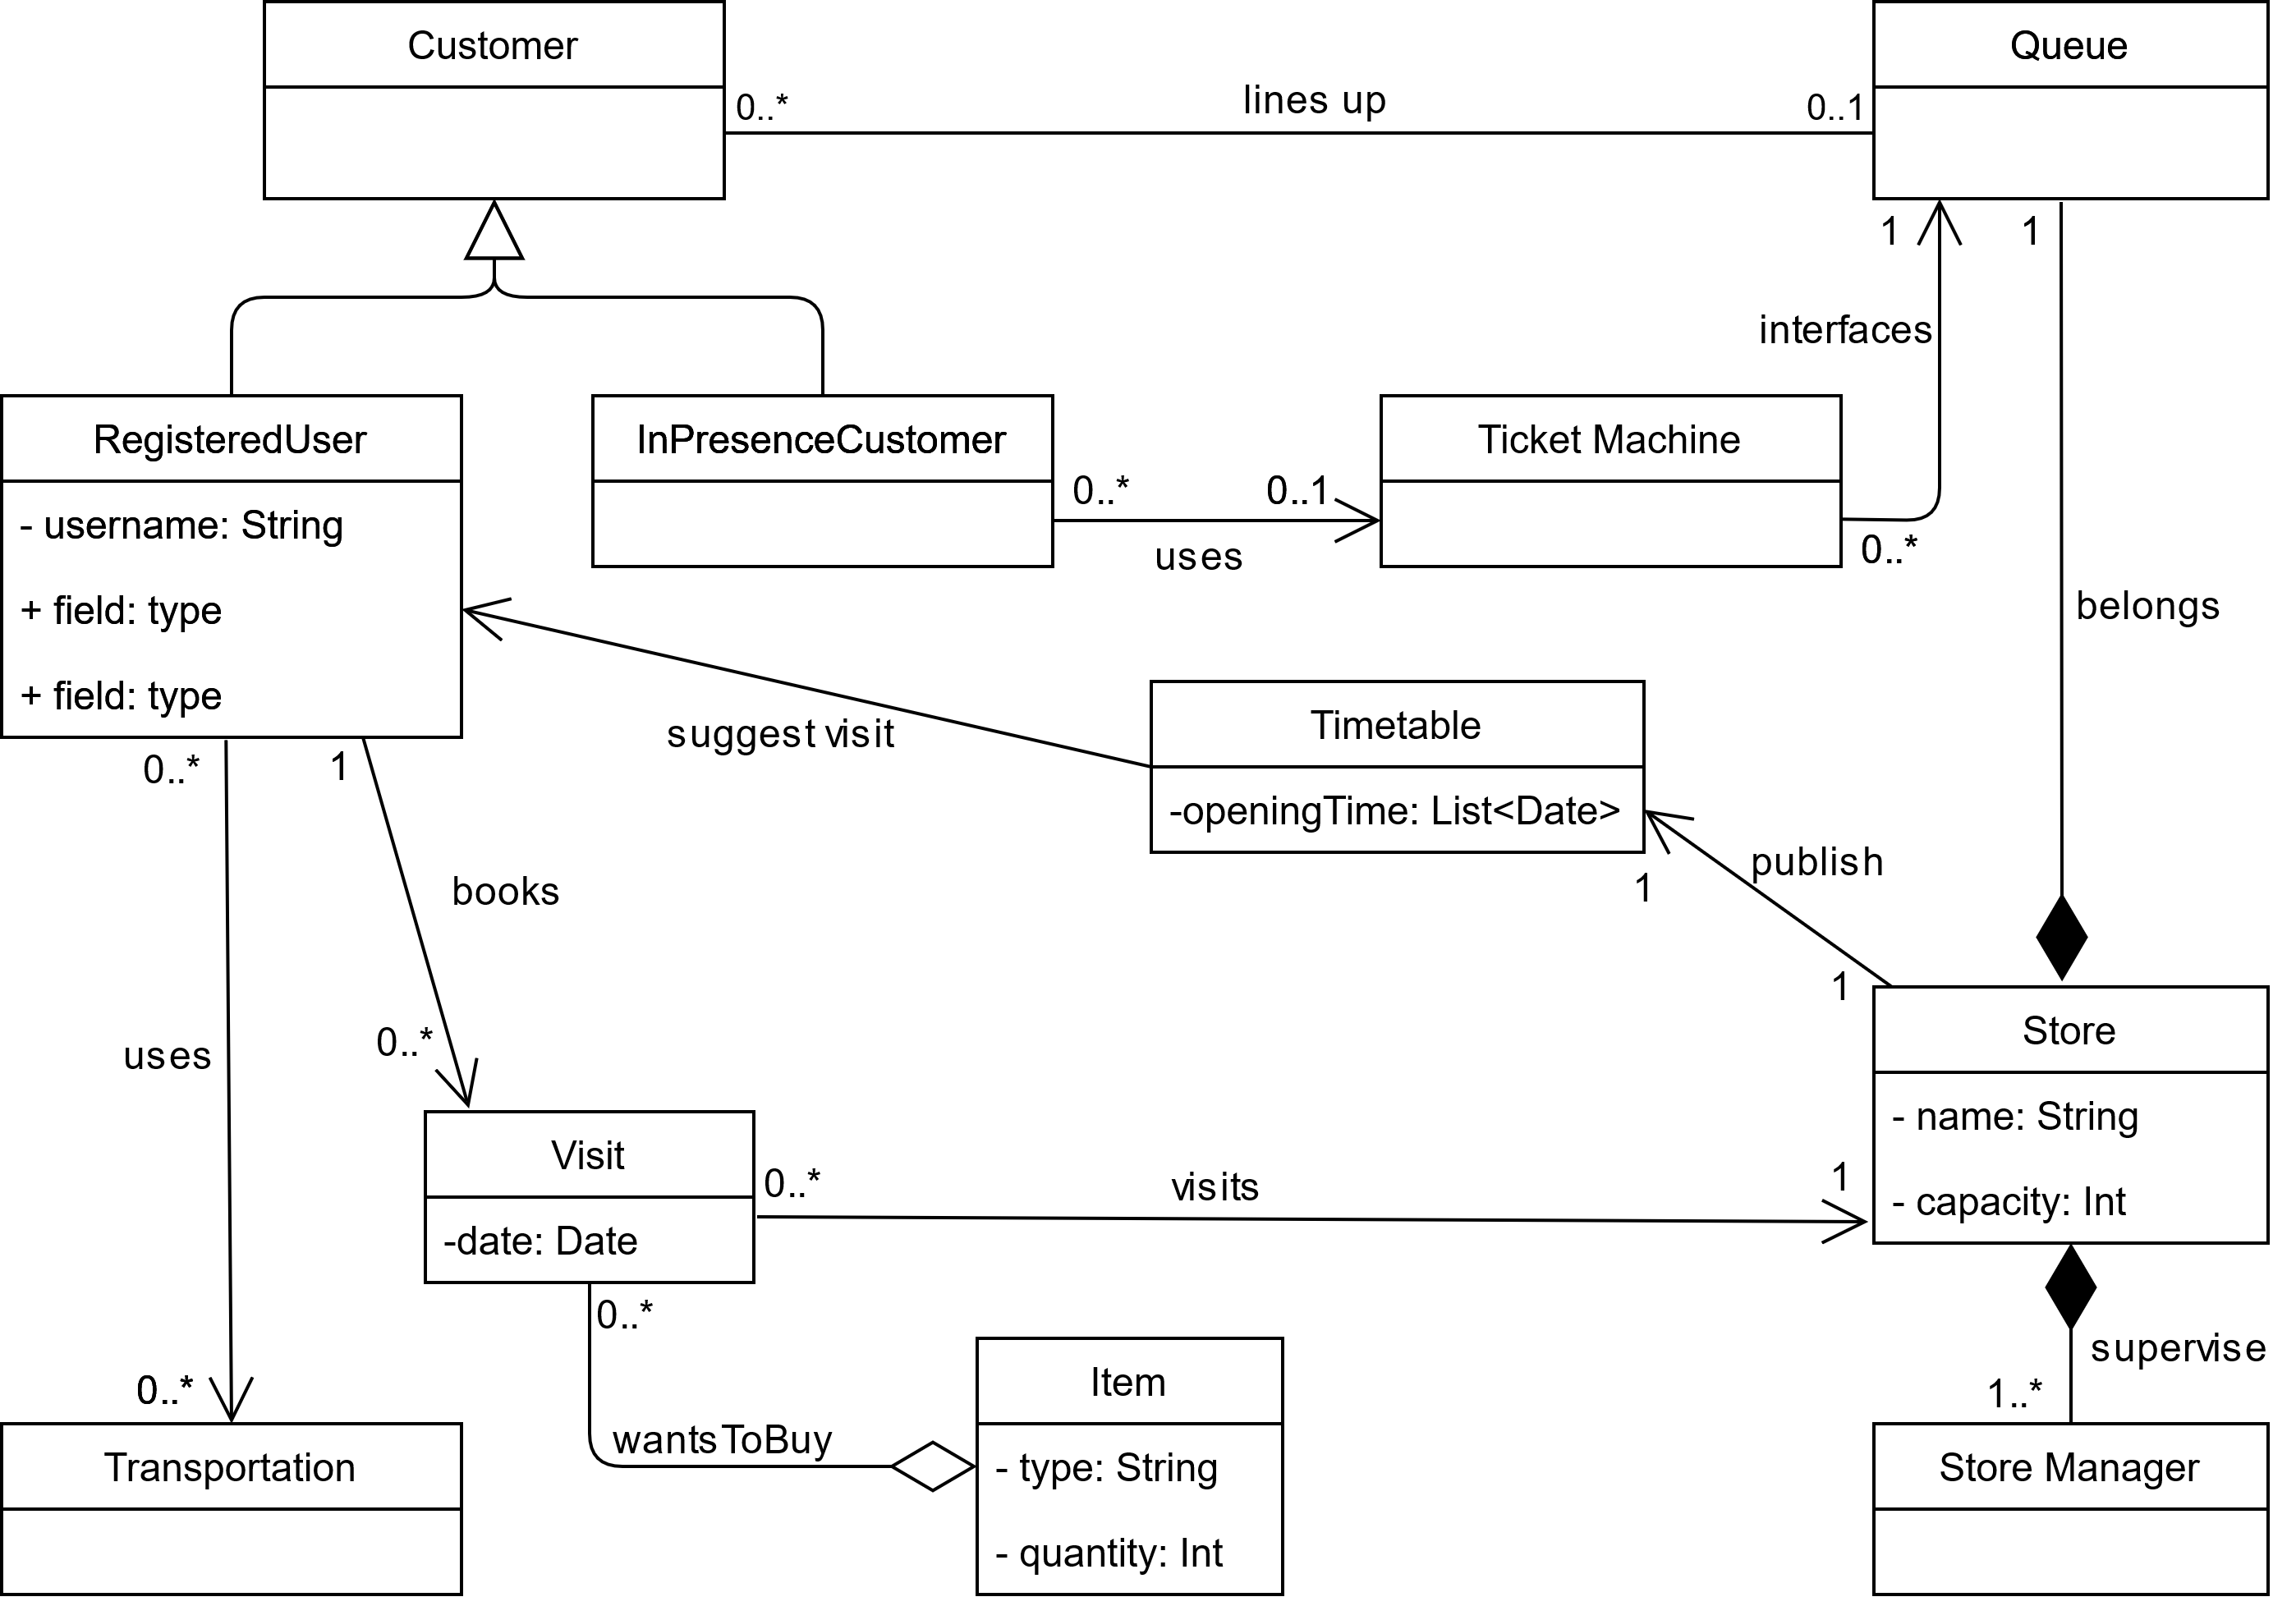 Customer
Queue
0..*
lines up
0..1
1
1
interfaces
RegisteredUser
- username: String
+ field: type
+ field: type
InPresenceCustomer
0..*
0..1
uses
Ticket Machine
0..*
belongs
suggest visit
Timetable
-openingTime: List<Date>
1
publish
1
0..*
1
books
0..*
uses
0..*
Store
- name: String
- capacity: Int
Visit
-date: Date
0..*
visits
1
0..*
wantsToBuy
Item
- type: String
- quantity: Int
supervise
1..*
Transportation
Store Manager